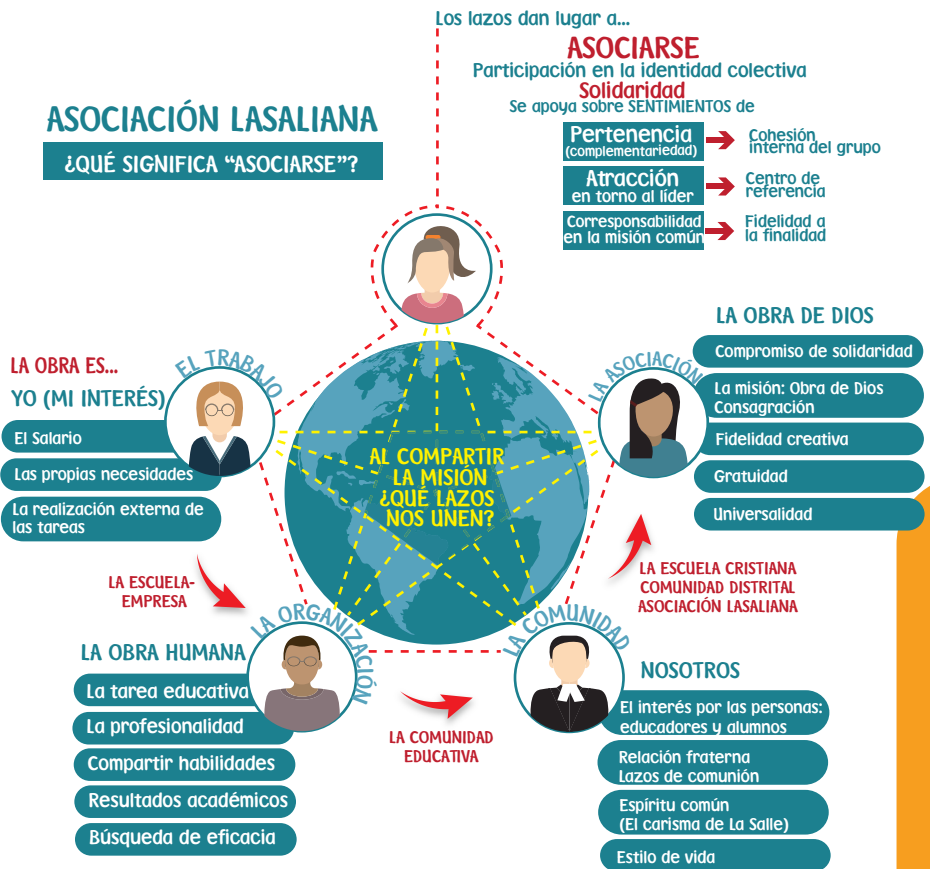 Los lazos dan lugar a...
ASOCIARSE
Participación en la identidad colectiva
Solidaridad
Se apoya sobre SENTIMIENTOS de
Pertenencia
(complementariedad)
Cohesión
interna del grupo
Atracción
en torno al líder
Centro de
referencia
Corresponsabilidad
en la misión común
Fidelidad a
la finalidad
ASOCIACIÓN LASALIANA
¿QUÉ SIGNIFICA “ASOCIARSE”?
LA OBRA ES...
YO (MI INTERÉS)
EL TRABAJO
El Salario
Las propias necesidades
La realización externa de
las tareas
LA ESCUELA-
EMPRESA
LA ORGANIZACIÓN
LA OBRA HUMANA
La tarea educativa
La profesionalidad
Compartir habilidades
Resultados académicos
Búsqueda de eficacia
AL COMPARTIR
LA MISIÓN
¿QUÉ LAZOS
NOS UNEN?
LA COMUNIDAD
EDUCATIVA
LA COMUNIDAD
NOSOTROS
El interés por las personas:
educadores y alumnos
Relación fraterna
Lazos de comunión
Espíritu común
(El carisma de La Salle)
Estilo de vida
LA ESCUELA CRISTIANA
COMUNIDAD DISTRITAL
ASOCIACIÓN LASALIANA
LA ASOCIACIÓN
LA OBRA DE DIOS
Compromiso de solidaridad
La misión: Obra de Dios
Consagración
Fidelidad creativa
Gratuidad
Universalidad